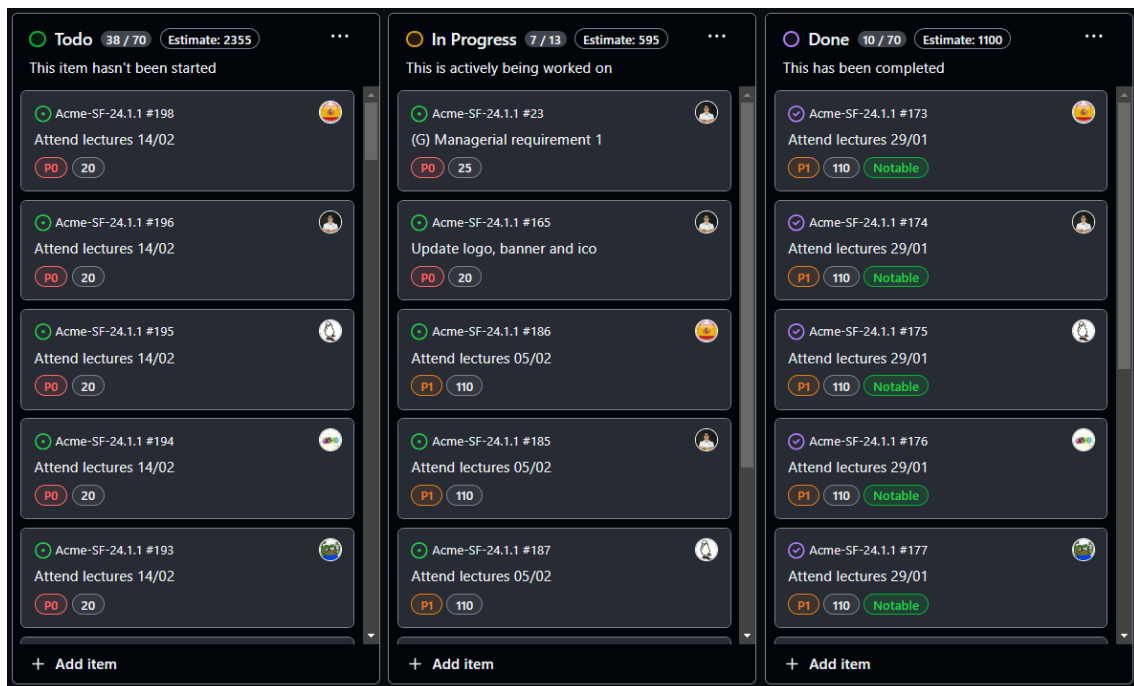 Todo 38 / 70 Estimate: 2355 ...
This item hasn't been started
Acme-SF-24.1.1 #198
Attend lectures 14/02
P0 20
Acme-SF-24.1.1 #196
Attend lectures 14/02
P0 20
Acme-SF-24.1.1 #195
Attend lectures 14/02
P0 20
Acme-SF-24.1.1 #194
Attend lectures 14/02
P0 20
Acme-SF-24.1.1 #193
Attend lectures 14/02
P0 20
+ Add item
In Progress 7 / 13 Estimate: 595 ...
This is actively being worked on
Acme-SF-24.1.1 #23
(G) Managerial requirement 1
P0 25
Acme-SF-24.1.1 #165
Update logo, banner and ico
P0 20
Acme-SF-24.1.1 #186
Attend lectures 05/02
P1 110
Acme-SF-24.1.1 #185
Attend lectures 05/02
P1 110
Acme-SF-24.1.1 #187
Attend lectures 05/02
P1 110
+ Add item
Done 10 / 70 Estimate: 1100 ...
This has been completed
Acme-SF-24.1.1 #173
Attend lectures 29/01
P1 110 Notable
Acme-SF-24.1.1 #174
Attend lectures 29/01
P1 110 Notable
Acme-SF-24.1.1 #175
Attend lectures 29/01
P1 110 Notable
Acme-SF-24.1.1 #176
Attend lectures 29/01
P1 110 Notable
Acme-SF-24.1.1 #177
Attend lectures 29/01
P1 110 Notable
+ Add item